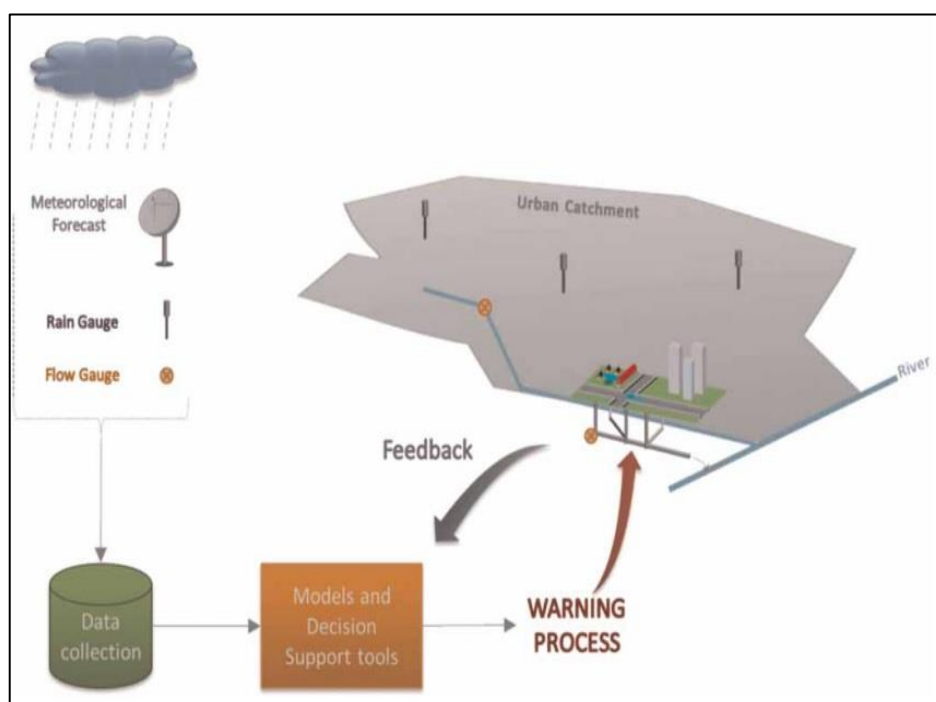 Meteorological
Forecast
Rain Gauge
Flow Gauge
Urban Catchment
River
Feedback
Data
collection
Models and
Decision
Support tools
WARNING
PROCESS